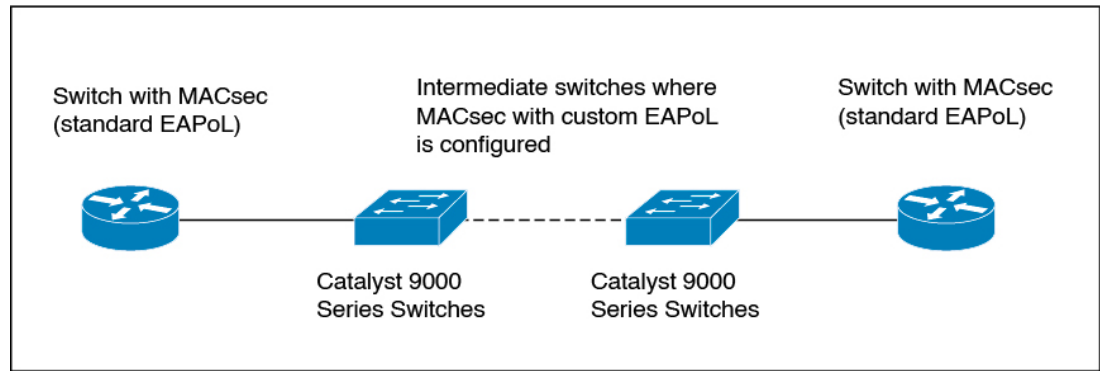 Switch with MACsec
(standard EAPoL)
Intermediate switches where
MACsec with custom EAPoL
is configured
Switch with MACsec
(standard EAPoL)
Catalyst 9000
Series Switches
Catalyst 9000
Series Switches